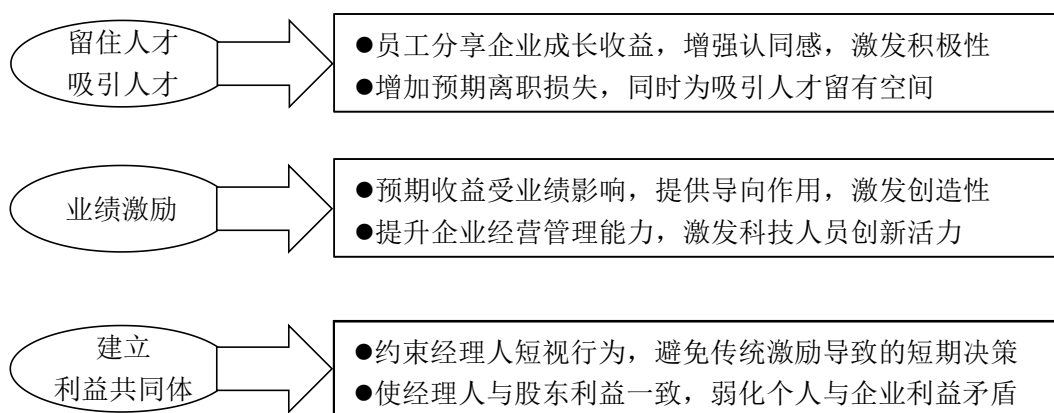 留住人才
吸引人才
●员工分享企业成长收益，增强认同感，激发积极性
●增加预期离职损失，同时为吸引人才留有空间
业绩激励
●预期收益受业绩影响，提供导向作用，激发创造性
●提升企业经营管理能力，激发科技人员创新活力
建立
利益共同体
●约束经理人短视行为，避免传统激励导致的短期决策
●使经理人与股东利益一致，弱化个人与企业利益矛盾